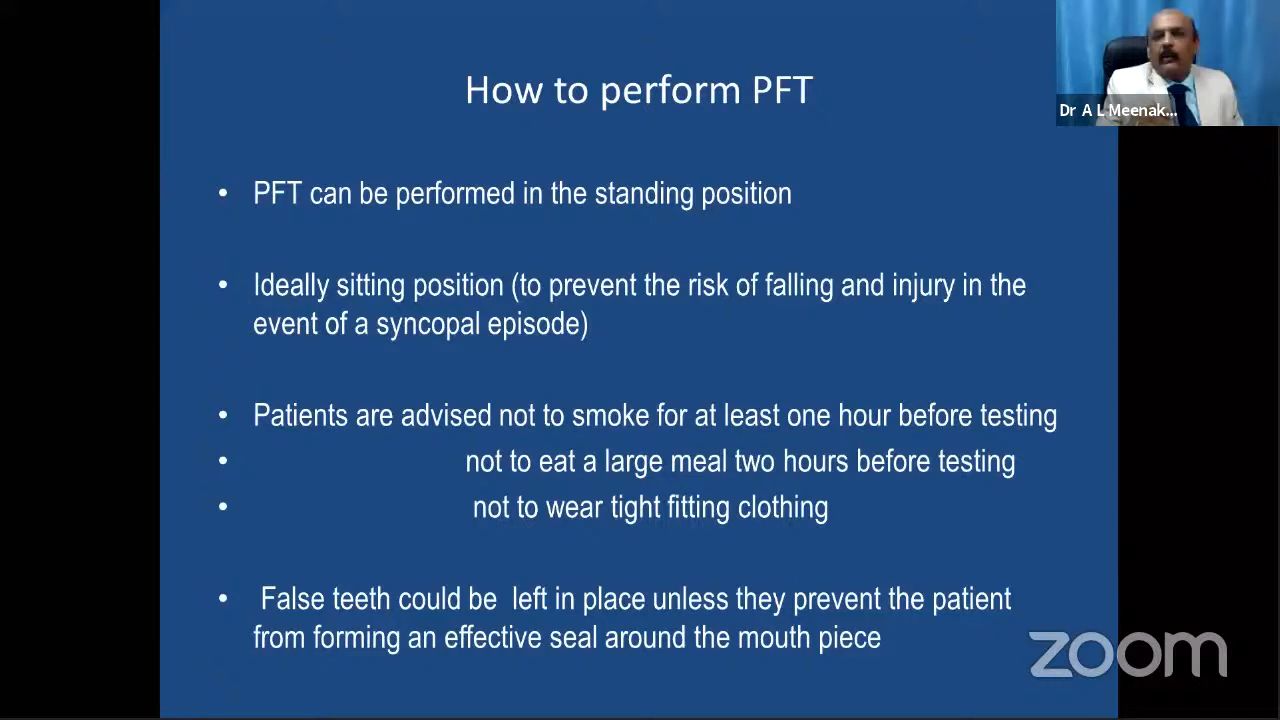 How to perform PFT
Dr A L Meenak...
• PFT can be performed in the standing position
• Ideally sitting position (to prevent the risk of falling and injury in the
event of a syncopal episode)
• Patients are advised not to smoke for at least one hour before testing
• not to eat a large meal two hours before testing
• not to wear tight fitting clothing
• False teeth could be left in place unless they prevent the patient
from forming an effective seal around the mouth piece
zoom